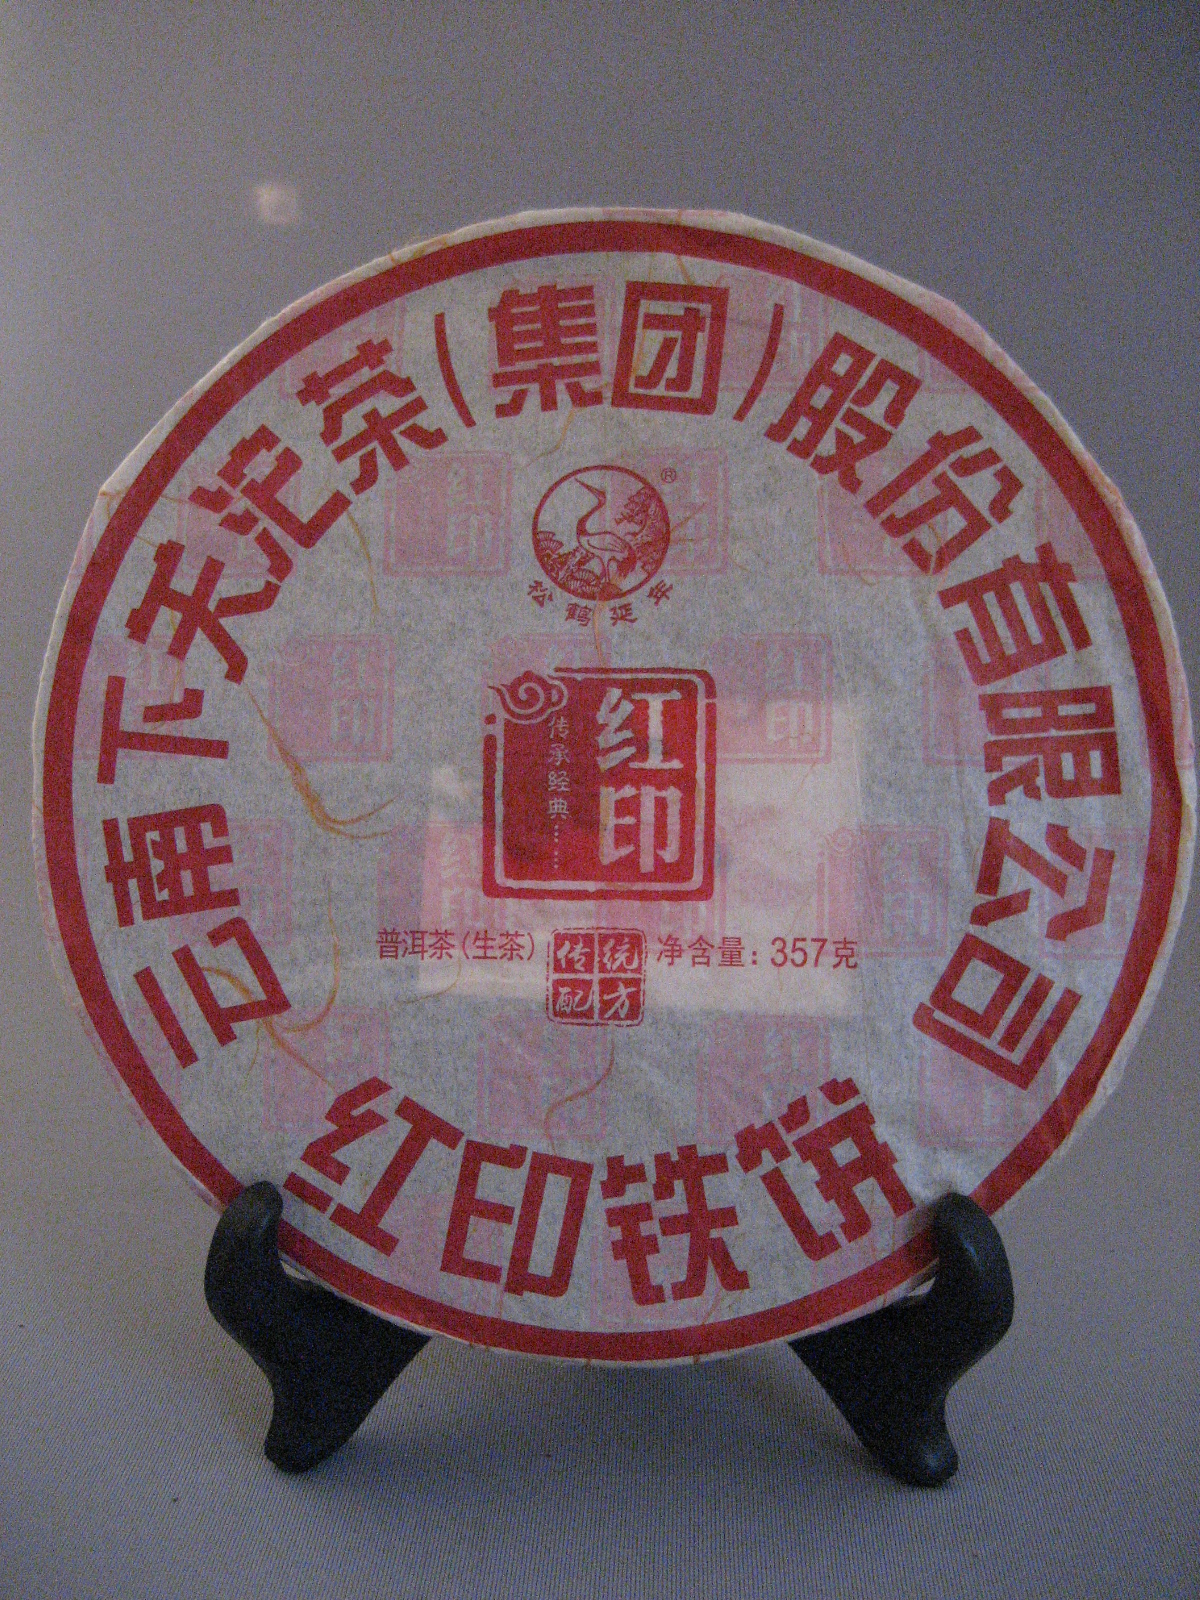 云南下关沱茶(集团)股份有限公司
®
松鹤延年
红印
传承经典……
普洱茶(生茶)
传统
配方
净含量:357克
红印铁饼